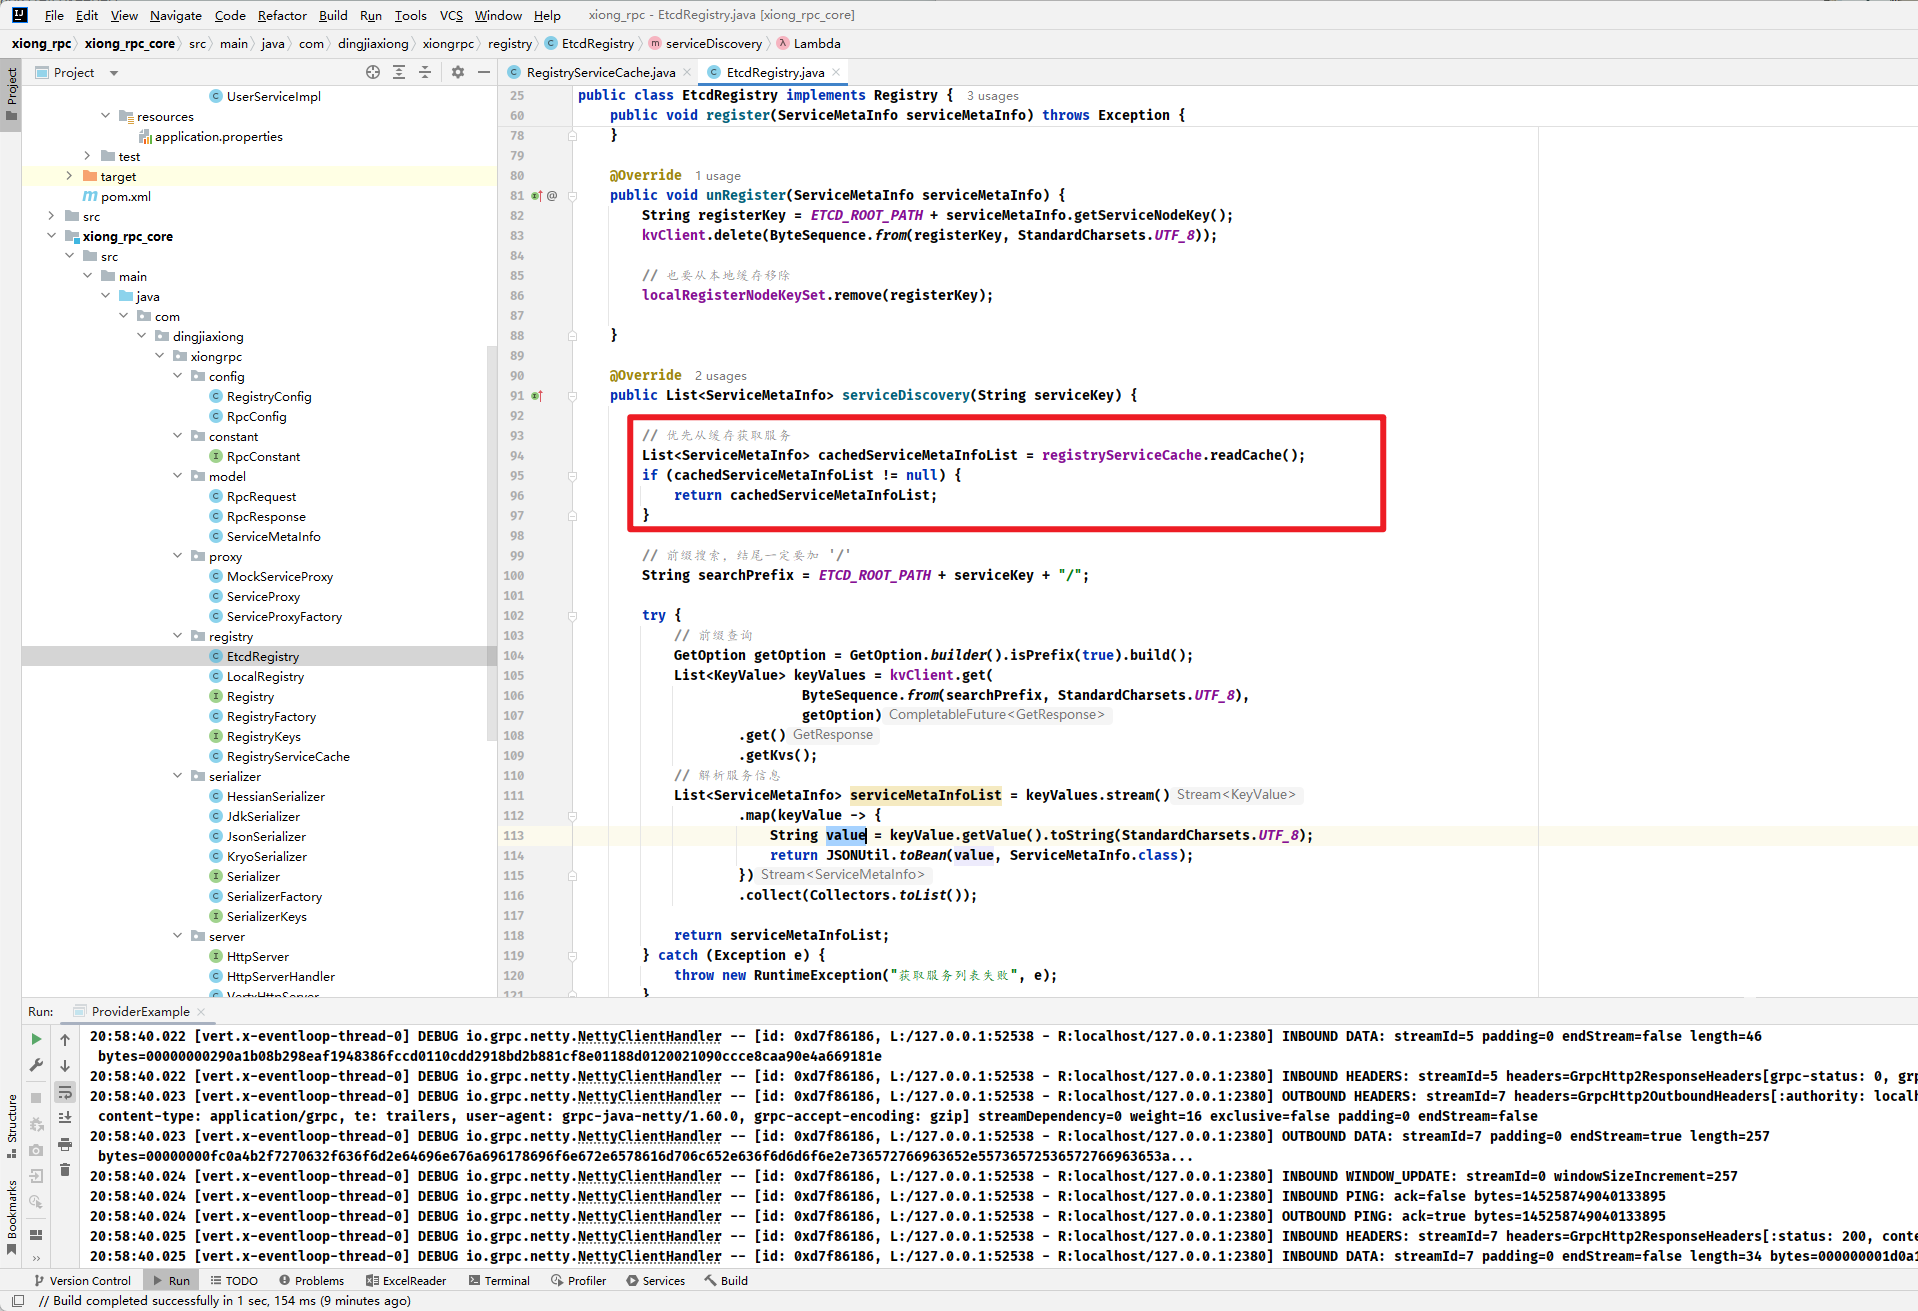 File Edit View Navigate Code Refactor Build Run Tools VCS Window Help xiong_rpc - EtcdRegistry.java [xiong_rpc_core]
xiong_rpc xiong_rpc_core src main java com dingjiaxiong xiongrpc registry EtcdRegistry serviceDiscovery Lambda
Project
Project
RegistryServiceCache.java
EtcdRegistry.java
UserServiceImpl
resources
application.properties
test
target
pom.xml
src
xiong_rpc_core
src
main
java
com
dingjiaxiong
xiongrpc
config
RegistryConfig
RpcConfig
constant
RpcConstant
model
RpcRequest
RpcResponse
ServiceMetaInfo
proxy
MockServiceProxy
ServiceProxy
ServiceProxyFactory
registry
EtcdRegistry
LocalRegistry
Registry
RegistryFactory
RegistryKeys
RegistryServiceCache
serializer
HessianSerializer
JdkSerializer
JsonSerializer
KryoSerializer
Serializer
SerializerFactory
SerializerKeys
server
HttpServer
HttpServerHandler
VertxHttpServer
25 public class EtcdRegistry implements Registry { 3 usages
60 public void register(ServiceMetaInfo serviceMetaInfo) throws Exception {
78 }
79
80 @Override 1 usage
81 public void unRegister(ServiceMetaInfo serviceMetaInfo) {
82 String registerKey = ETCD_ROOT_PATH + serviceMetaInfo.getServiceNodeKey();
83 kvClient.delete(ByteSequence.from(registerKey, StandardCharsets.UTF_8));
84
85 // 也要从本地缓存移除
86 localRegisterNodeKeySet.remove(registerKey);
87
88 }
89
90 @Override 2 usages
91 public List<ServiceMetaInfo> serviceDiscovery(String serviceKey) {
92
93 // 优先从缓存获取服务
94 List<ServiceMetaInfo> cachedServiceMetaInfoList = registryServiceCache.readCache();
95 if (cachedServiceMetaInfoList != null) {
96 return cachedServiceMetaInfoList;
97 }
98
99 // 前缀搜索，结尾一定要加 '/'
100 String searchPrefix = ETCD_ROOT_PATH + serviceKey + "/";
101
102 try {
103 // 前缀查询
104 GetOption getOption = GetOption.builder().isPrefix(true).build();
105 List<KeyValue> keyValues = kvClient.get(
106 ByteSequence.from(searchPrefix, StandardCharsets.UTF_8),
107 getOption) CompletableFuture<GetResponse>
108 .get() GetResponse
109 .getKvs();
110 // 解析服务信息
111 List<ServiceMetaInfo> serviceMetaInfoList = keyValues.stream() Stream<KeyValue>
112 .map(keyValue -> {
113 String value = keyValue.getValue().toString(StandardCharsets.UTF_8);
114 return JSONUtil.toBean(value, ServiceMetaInfo.class);
115 }) Stream<ServiceMetaInfo>
116 .collect(Collectors.toList());
117
118 return serviceMetaInfoList;
119 } catch (Exception e) {
120 throw new RuntimeException("获取服务列表失败", e);
121 }
Run: ProviderExample
20:58:40.022 [vert.x-eventloop-thread-0] DEBUG io.grpc.netty.NettyClientHandler -- [id: 0xd7f86186, L:/127.0.0.1:52538 - R:localhost/127.0.0.1:2380] INBOUND DATA: streamId=5 padding=0 endStream=false length=46
bytes=00000000290a1b08b298eaf1948386fccd0110cdd2918bd2b881cf8e01188d0120021090ccce8caa90e4a669181e
20:58:40.022 [vert.x-eventloop-thread-0] DEBUG io.grpc.netty.NettyClientHandler -- [id: 0xd7f86186, L:/127.0.0.1:52538 - R:localhost/127.0.0.1:2380] INBOUND HEADERS: streamId=5 headers=GrpcHttp2ResponseHeaders[grpc-status: 0, grp
20:58:40.023 [vert.x-eventloop-thread-0] DEBUG io.grpc.netty.NettyClientHandler -- [id: 0xd7f86186, L:/127.0.0.1:52538 - R:localhost/127.0.0.1:2380] OUTBOUND HEADERS: streamId=7 headers=GrpcHttp2OutboundHeaders[:authority: localh
content-type: application/grpc, te: trailers, user-agent: grpc-java-netty/1.60.0, grpc-accept-encoding: gzip] streamDependency=0 weight=16 exclusive=false padding=0 endStream=false
20:58:40.023 [vert.x-eventloop-thread-0] DEBUG io.grpc.netty.NettyClientHandler -- [id: 0xd7f86186, L:/127.0.0.1:52538 - R:localhost/127.0.0.1:2380] OUTBOUND DATA: streamId=7 padding=0 endStream=true length=257
bytes=00000000fc0a4b2f7270632f636f6d2e64696e676a696178696f6e672e6578616d706c652e636f6d6d6f6e2e736572766963652e55736572536572766963653a...
20:58:40.024 [vert.x-eventloop-thread-0] DEBUG io.grpc.netty.NettyClientHandler -- [id: 0xd7f86186, L:/127.0.0.1:52538 - R:localhost/127.0.0.1:2380] INBOUND WINDOW_UPDATE: streamId=0 windowSizeIncrement=257
20:58:40.024 [vert.x-eventloop-thread-0] DEBUG io.grpc.netty.NettyClientHandler -- [id: 0xd7f86186, L:/127.0.0.1:52538 - R:localhost/127.0.0.1:2380] INBOUND PING: ack=false bytes=145258749040133895
20:58:40.024 [vert.x-eventloop-thread-0] DEBUG io.grpc.netty.NettyClientHandler -- [id: 0xd7f86186, L:/127.0.0.1:52538 - R:localhost/127.0.0.1:2380] OUTBOUND PING: ack=true bytes=145258749040133895
20:58:40.025 [vert.x-eventloop-thread-0] DEBUG io.grpc.netty.NettyClientHandler -- [id: 0xd7f86186, L:/127.0.0.1:52538 - R:localhost/127.0.0.1:2380] INBOUND HEADERS: streamId=7 headers=GrpcHttp2ResponseHeaders[:status: 200, conte
20:58:40.025 [vert.x-eventloop-thread-0] DEBUG io.grpc.netty.NettyClientHandler -- [id: 0xd7f86186, L:/127.0.0.1:52538 - R:localhost/127.0.0.1:2380] INBOUND DATA: streamId=7 padding=0 endStream=false length=34 bytes=000000001d0a1
Structure
Bookmarks
Version Control Run TODO Problems ExcelReader Terminal Profiler Services Build
// Build completed successfully in 1 sec, 154 ms (9 minutes ago)